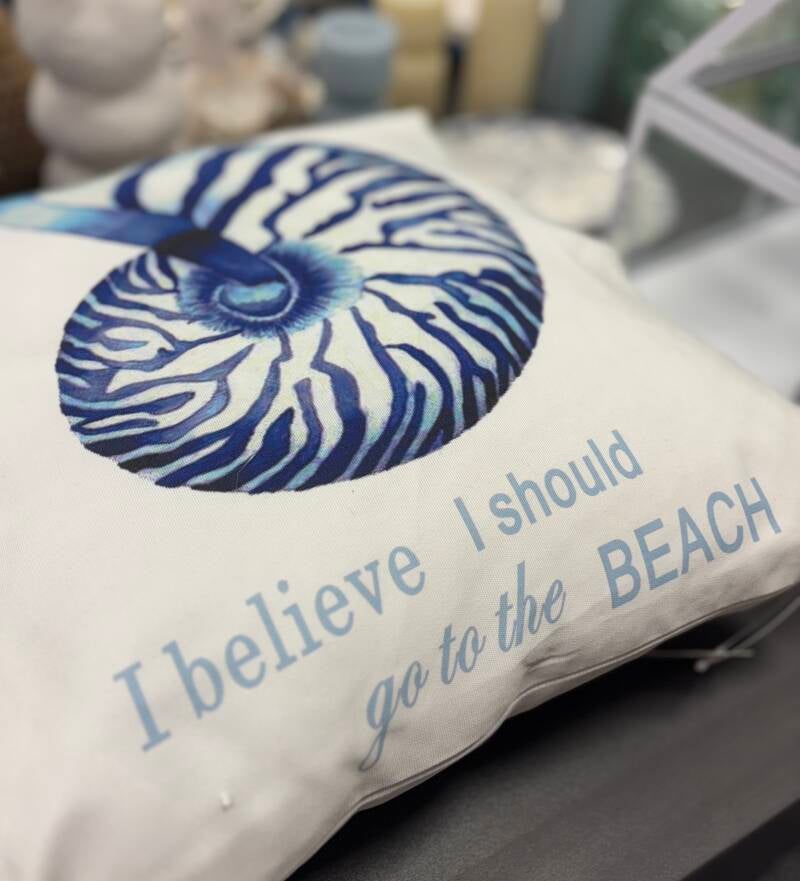 I believe I should
go to the BEACH